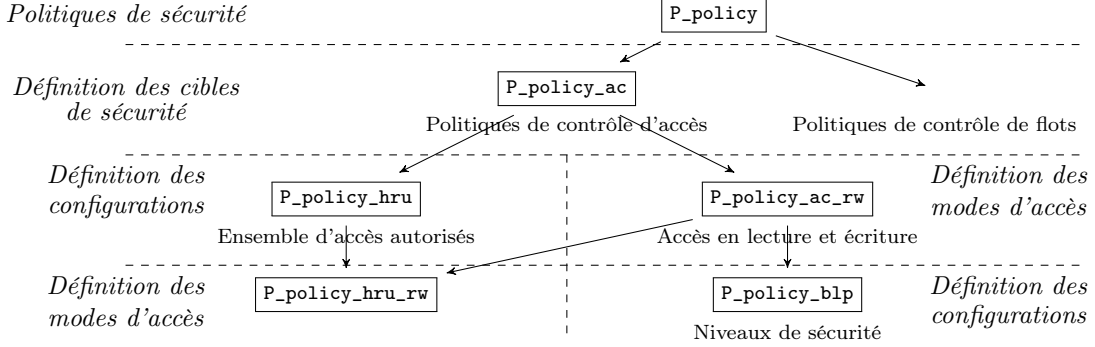 Politiques de sécurité
P_policy
Définition des cibles
de sécurité
P_policy_ac
Politiques de contrôle d'accès
Politiques de contrôle de flots
Définition des
configurations
P_policy_hru
P_policy_ac_rw
Définition des
modes d'accès
Ensemble d'accès autorisés
Accès en lecture et écriture
Définition des
modes d'accès
P_policy_hru_rw
P_policy_blp
Définition des
configurations
Niveaux de sécurité